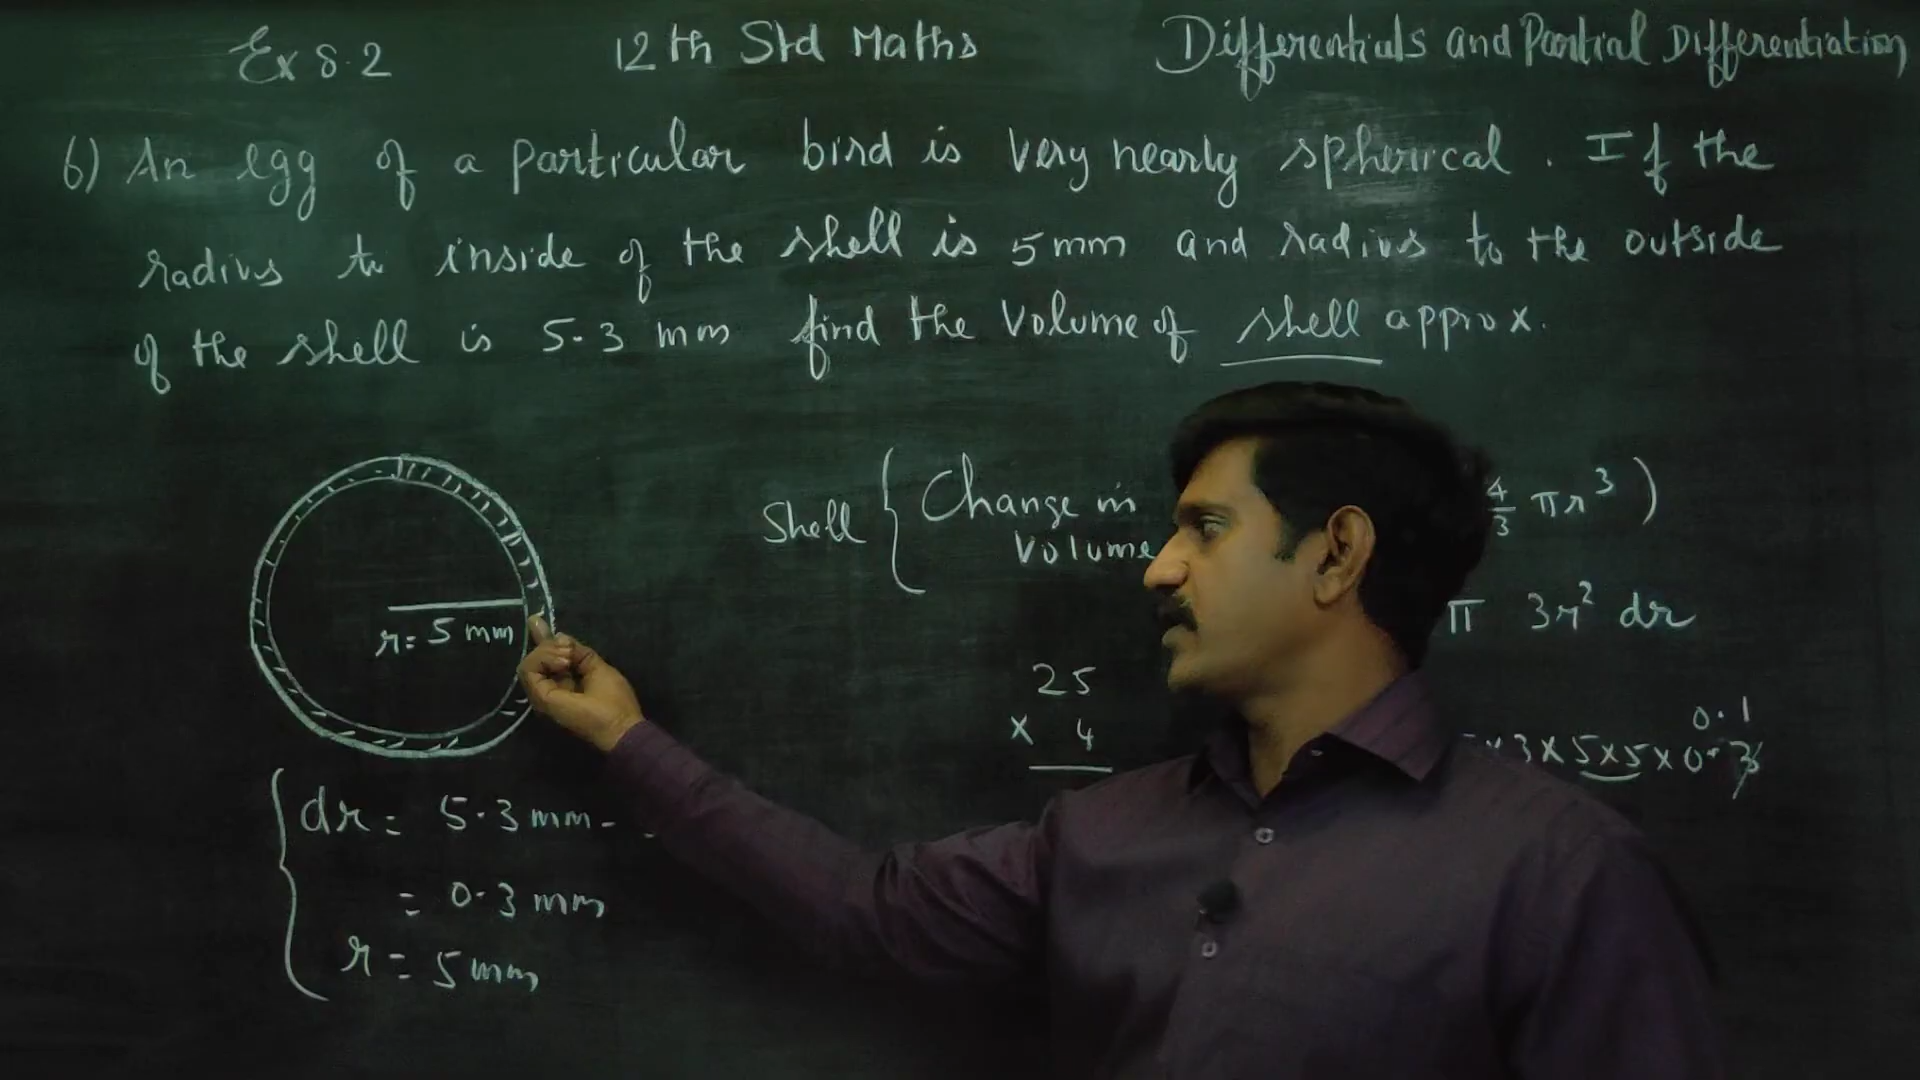 Ex 8.2 12th Std Maths Differentials and Partial Differentiation
6) An egg of a particular bird is very nearly spherical. If the
radius to inside of the shell is 5 mm and radius to the outside
of the shell is 5.3 mm find the volume of shell approx.
Shell { Change in
Volume
4/3 πr³)
π 3r² dr
r = 5 mm
25
× 4
0.1
× 3 × 5 × 5 × 0.3
dr = 5.3 mm -
= 0.3 mm
r = 5 mm